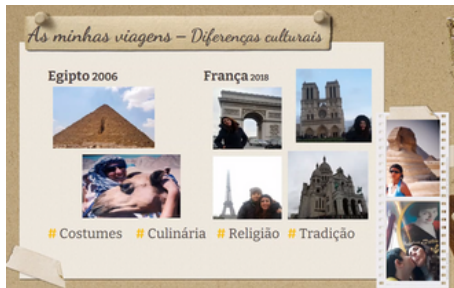 As minhas viagens – Diferenças culturais
Egipto 2006
França 2018
# Costumes # Culinária # Religião # Tradição